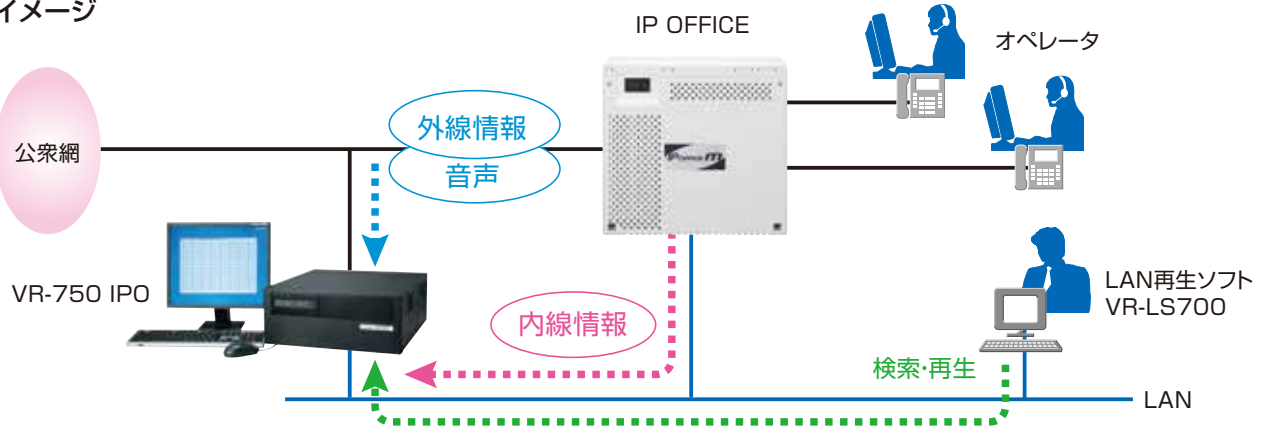 イメージ
IP OFFICE
オペレータ
公衆網
外線情報
音声
VR-750 IPO
内線情報
LAN再生ソフト
VR-LS700
検索・再生
LAN